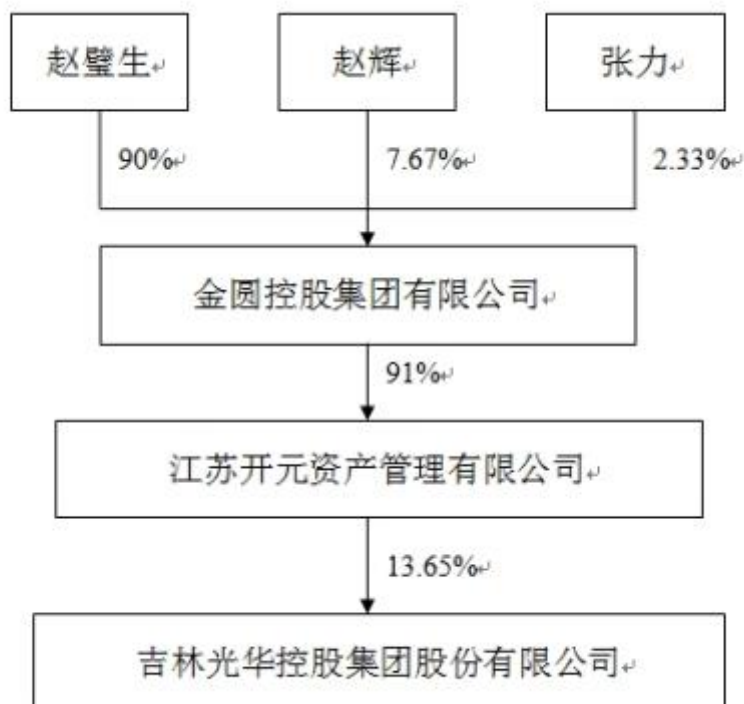 赵璧生
赵辉
张力
90%
7.67%
2.33%
金圆控股集团有限公司
91%
江苏开元资产管理有限公司
13.65%
吉林光华控股集团股份有限公司